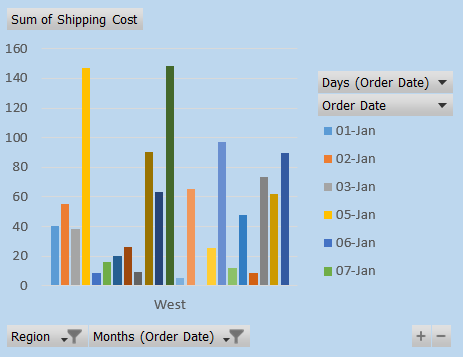 Sum of Shipping Cost
160
140
120
100
80
60
40
20
0
West
Days (Order Date)
Order Date
01-Jan
02-Jan
03-Jan
05-Jan
06-Jan
07-Jan
Region
Months (Order Date)
+ -